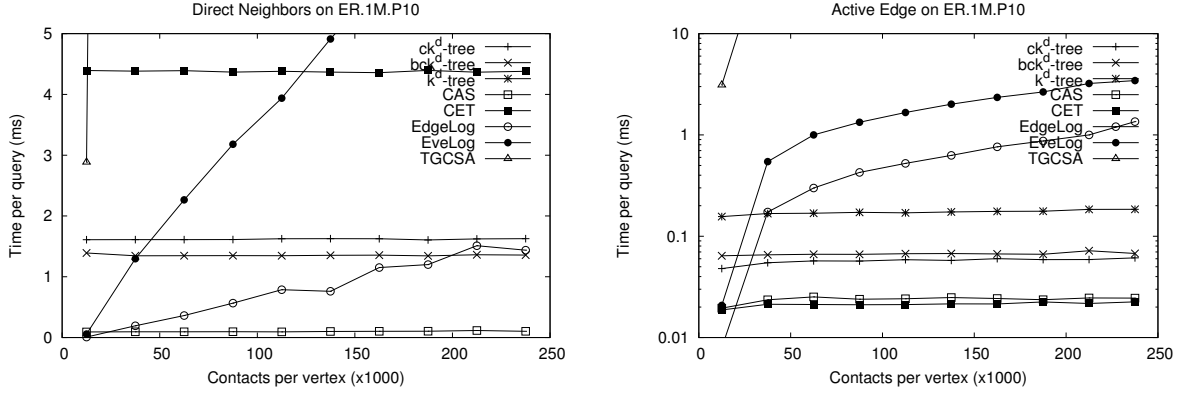 Direct Neighbors on ER.1M.P10
5
4
3
2
1
0
Time per query (ms)
0 50 100 150 200 250
Contacts per vertex (x1000)
ck^d-tree
bck^d-tree
k^d-tree
CAS
CET
EdgeLog
EveLog
TGCSA
Active Edge on ER.1M.P10
10
1
0.1
0.01
Time per query (ms)
0 50 100 150 200 250
Contacts per vertex (x1000)
ck^d-tree
bck^d-tree
k^d-tree
CAS
CET
EdgeLog
EveLog
TGCSA